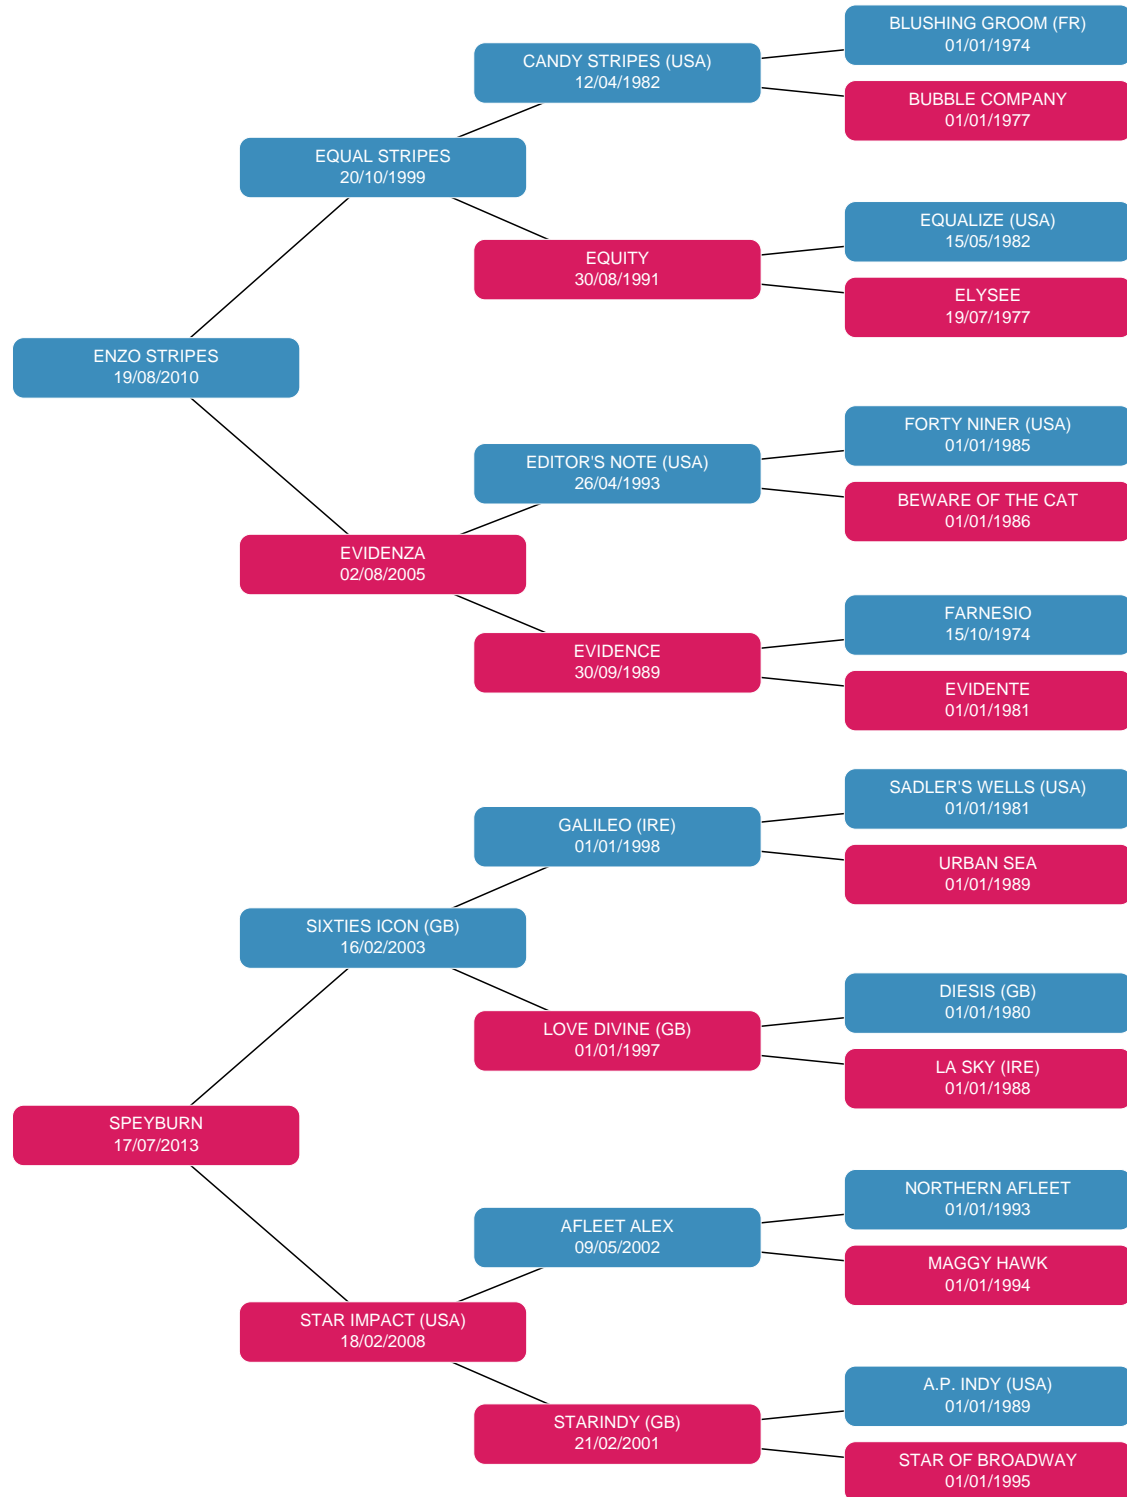 BLUSHING GROOM (FR)
01/01/1974
CANDY STRIPES (USA)
12/04/1982
BUBBLE COMPANY
01/01/1977
EQUAL STRIPES
20/10/1999
EQUALIZE (USA)
15/05/1982
EQUITY
30/08/1991
ELYSEE
19/07/1977
ENZO STRIPES
19/08/2010
FORTY NINER (USA)
01/01/1985
EDITOR'S NOTE (USA)
26/04/1993
BEWARE OF THE CAT
01/01/1986
EVIDENZA
02/08/2005
FARNESIO
15/10/1974
EVIDENCE
30/09/1989
EVIDENTE
01/01/1981
SADLER'S WELLS (USA)
01/01/1981
GALILEO (IRE)
01/01/1998
URBAN SEA
01/01/1989
SIXTIES ICON (GB)
16/02/2003
DIESIS (GB)
01/01/1980
LOVE DIVINE (GB)
01/01/1997
LA SKY (IRE)
01/01/1988
SPEYBURN
17/07/2013
NORTHERN AFLEET
01/01/1993
AFLEET ALEX
09/05/2002
MAGGY HAWK
01/01/1994
STAR IMPACT (USA)
18/02/2008
A.P. INDY (USA)
01/01/1989
STARINDY (GB)
21/02/2001
STAR OF BROADWAY
01/01/1995